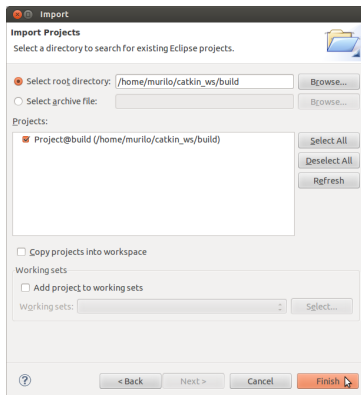 Import
Import Projects
Select a directory to search for existing Eclipse projects.
Select root directory: /home/murilo/catkin_ws/build Browse...
Select archive file: Browse...
Projects:
Project@build (/home/murilo/catkin_ws/build)
Select All
Deselect All
Refresh
Copy projects into workspace
Working sets
Add project to working sets
Working sets: Select...
? < Back Next > Cancel Finish